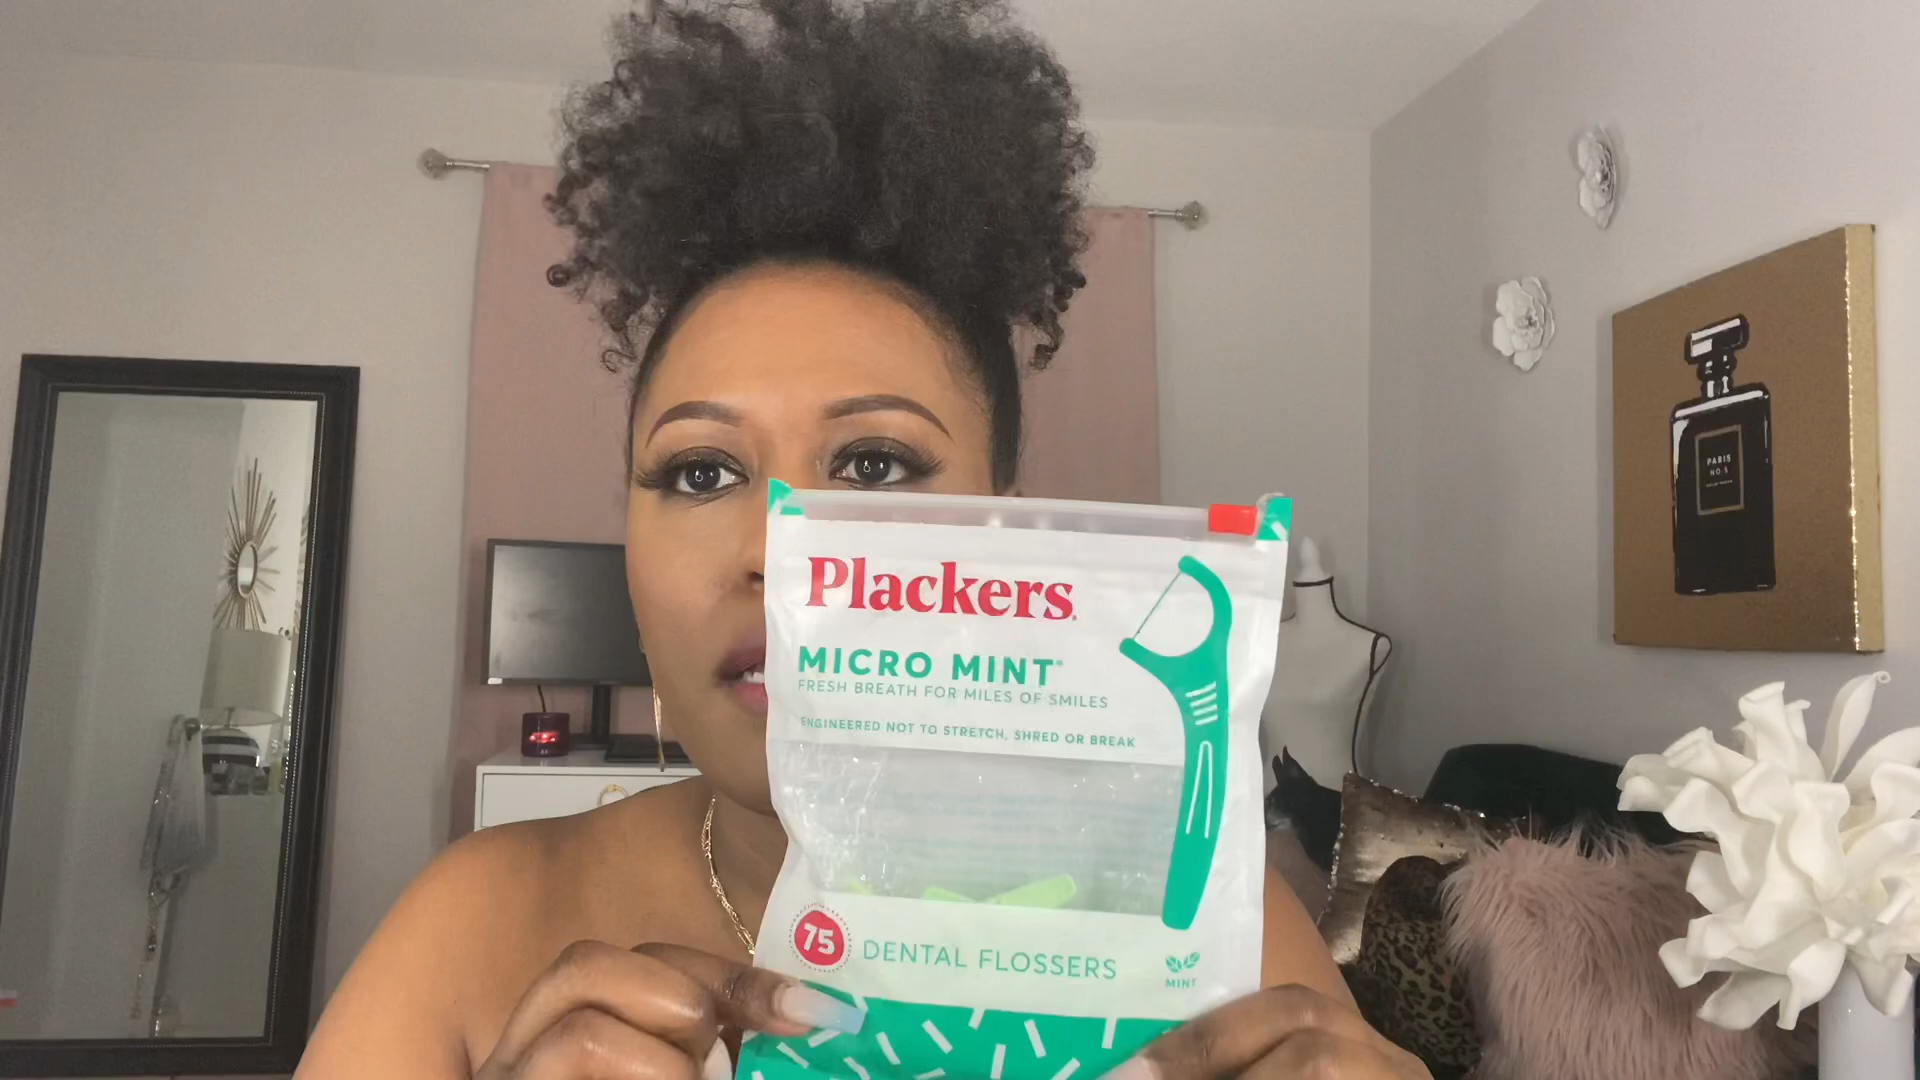 Plackers.
MICRO MINT®
FRESH BREATH FOR MILES OF SMILES
ENGINEERED NOT TO STRETCH, SHRED OR BREAK
75
DENTAL FLOSSERS
MINT
PARIS
NO 5